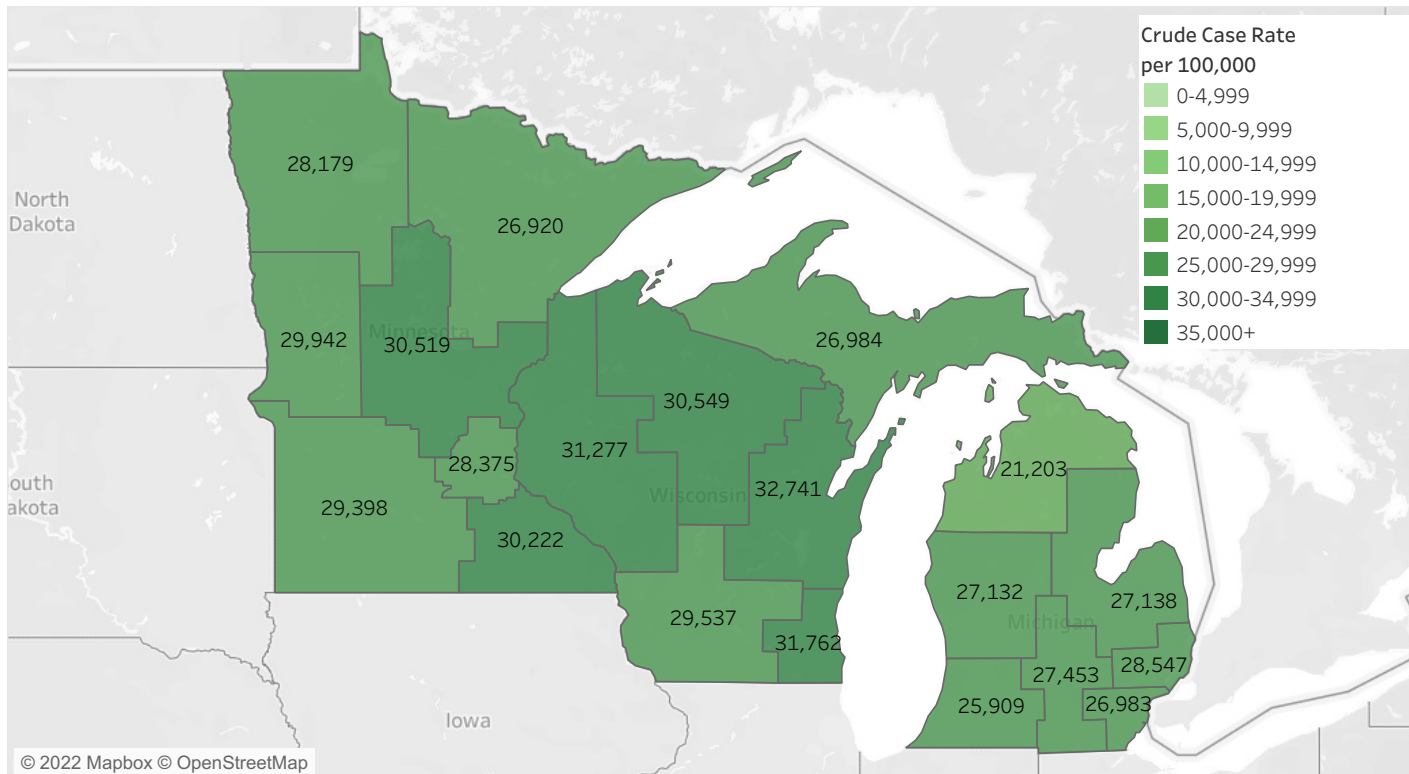 Crude Case Rate
per 100,000
0-4,999
5,000-9,999
10,000-14,999
15,000-19,999
20,000-24,999
25,000-29,999
30,000-34,999
35,000+
28,179
North
Dakota
26,920
29,942
Minnesota
30,519
26,984
30,549
31,277
28,375
21,203
32,741
Wisconsin
outh
akota
29,398
30,222
27,132
27,138
29,537
Michigan
31,762
28,547
27,453
25,909
26,983
Iowa
© 2022 Mapbox © OpenStreetMap